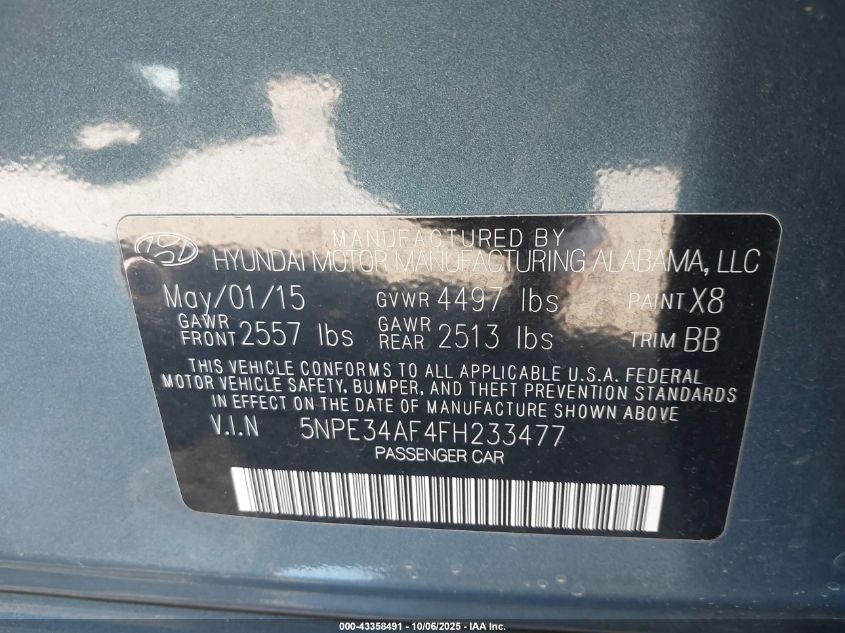 MANUFACTURED BY
HYUNDAI MOTOR MANUFACTURING ALABAMA, LLC
May/01/15 GVWR 4497 lbs PAINT X8
GAWR FRONT 2557 lbs GAWR REAR 2513 lbs TRIM BB
THIS VEHICLE CONFORMS TO ALL APPLICABLE U.S.A. FEDERAL
MOTOR VEHICLE SAFETY, BUMPER, AND THEFT PREVENTION STANDARDS
IN EFFECT ON THE DATE OF MANUFACTURE SHOWN ABOVE
V.I.N 5NPE34AF4FH233477
PASSENGER CAR
000-43358491 - 10/06/2025 - IAA Inc.